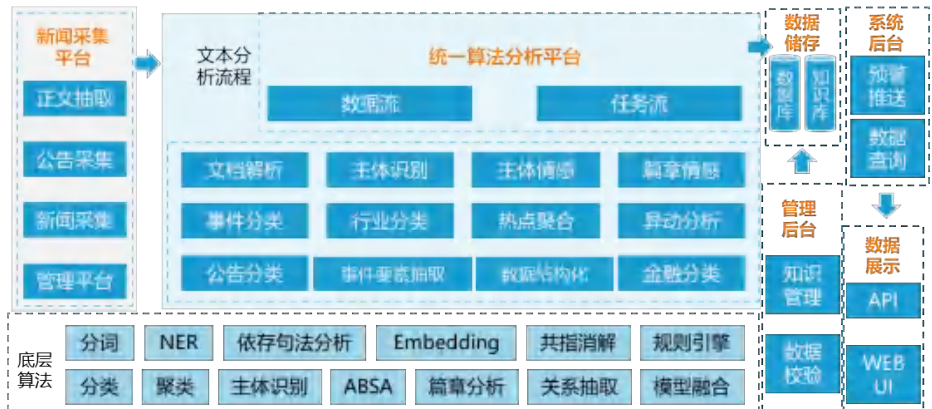 新闻采集
平台
正文抽取
公告采集
新闻采集
管理平台
文本分
析流程
统一算法分析平台
数据流
任务流
文档解析
主体识别
主体情感
篇章情感
事件分类
行业分类
热点聚合
异动分析
公告分类
事件要素抽取
数据结构化
金融分类
数据
储存
数据库
知识库
系统
后台
预警
推送
数据
查询
管理
后台
知识
管理
数据
校验
数据
展示
API
WEB
UI
底层
算法
分词
NER
依存句法分析
Embedding
共指消解
规则引擎
分类
聚类
主体识别
ABSA
篇章分析
关系抽取
模型融合